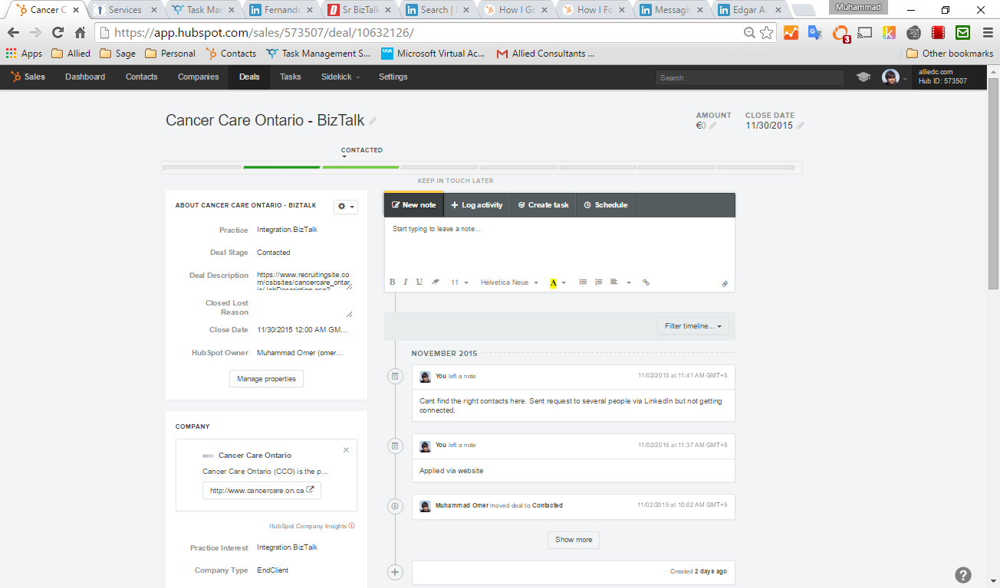 Cancer C
Services
Task Mar
Fernando
Sr BizTalk
Search |
How I Go
How I Fo
Messagin
Edgar A.
Muhammad
https://app.hubspot.com/sales/573507/deal/10632126/
3
Apps
Allied
Sage
Personal
Contacts
Task Management S...
MVA
Microsoft Virtual Ac...
Allied Consultants ...
Other bookmarks
Sales
Dashboard
Contacts
Companies
Deals
Tasks
Sidekick
Settings
Search
alliedc.com
Hub ID: 573507
Cancer Care Ontario - BizTalk
AMOUNT
€0
CLOSE DATE
11/30/2015
CONTACTED
KEEP IN TOUCH LATER
ABOUT CANCER CARE ONTARIO - BIZTALK
Practice
Integration.BizTalk
Deal Stage
Contacted
Deal Description
https://www.recruitingsite.co
m/csbsites/cancercare_ontar
io/JobDescription.asp?
Closed Lost
Reason
Close Date
11/30/2015 12:00 AM GM...
HubSpot Owner
Muhammad Omer (omer...
Manage properties
COMPANY
Cancer Care Ontario
Cancer Care Ontario (CCO) is the p...
http://www.cancercare.on.ca
HubSpot Company Insights
Practice Interest
Integration.BizTalk
Company Type
EndClient
New note
Log activity
Create task
Schedule
Start typing to leave a note...
B I U
11
Helvetica Neue
A
Filter timeline...
NOVEMBER 2015
You left a note
11/02/2015 at 11:41 AM GMT+5
Cant find the right contacts here. Sent request to several people via LinkedIn but not getting
connected.
You left a note
11/02/2015 at 11:37 AM GMT+5
Applied via website
Muhammad Omer moved deal to Contacted
11/02/2015 at 10:02 AM GMT+5
Show more
Created 2 days ago
?